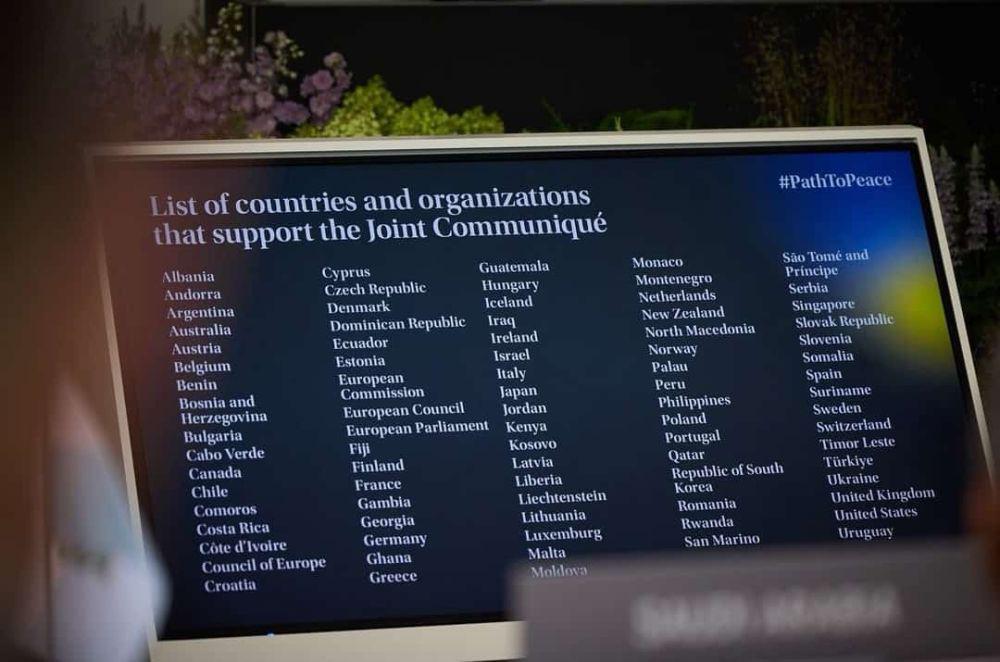 #PathToPeace
List of countries and organizations
that support the Joint Communiqué
Albania
Andorra
Argentina
Australia
Austria
Belgium
Benin
Bosnia and
Herzegovina
Bulgaria
Cabo Verde
Canada
Chile
Comoros
Costa Rica
Côte d'Ivoire
Council of Europe
Croatia
Cyprus
Czech Republic
Denmark
Dominican Republic
Ecuador
Estonia
European
Commission
European Council
European Parliament
Fiji
Finland
France
Gambia
Georgia
Germany
Ghana
Greece
Guatemala
Hungary
Iceland
Iraq
Ireland
Israel
Italy
Japan
Jordan
Kenya
Kosovo
Latvia
Liberia
Liechtenstein
Lithuania
Luxemburg
Malta
Moldova
Monaco
Montenegro
Netherlands
New Zealand
North Macedonia
Norway
Palau
Peru
Philippines
Poland
Portugal
Qatar
Republic of South
Korea
Romania
Rwanda
San Marino
São Tomé and
Príncipe
Serbia
Singapore
Slovak Republic
Slovenia
Somalia
Spain
Suriname
Sweden
Switzerland
Timor Leste
Türkiye
Ukraine
United Kingdom
United States
Uruguay
SAUDI ARABIA